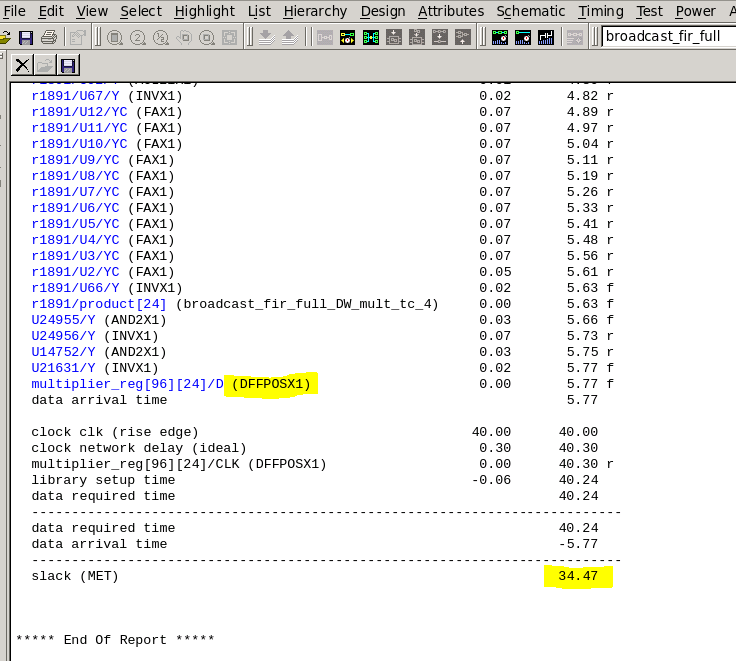 File Edit View Select Highlight List Hierarchy Design Attributes Schematic Timing Test Power
broadcast_fir_full
r1891/U67/Y (INVX1) 0.02 4.82 r
r1891/U12/YC (FAX1) 0.07 4.89 r
r1891/U11/YC (FAX1) 0.07 4.97 r
r1891/U10/YC (FAX1) 0.07 5.04 r
r1891/U9/YC (FAX1) 0.07 5.11 r
r1891/U8/YC (FAX1) 0.07 5.19 r
r1891/U7/YC (FAX1) 0.07 5.26 r
r1891/U6/YC (FAX1) 0.07 5.33 r
r1891/U5/YC (FAX1) 0.07 5.41 r
r1891/U4/YC (FAX1) 0.07 5.48 r
r1891/U3/YC (FAX1) 0.07 5.56 r
r1891/U2/YC (FAX1) 0.05 5.61 r
r1891/U66/Y (INVX1) 0.02 5.63 f
r1891/product[24] (broadcast_fir_full_DW_mult_tc_4) 0.00 5.63 f
U24955/Y (AND2X1) 0.03 5.66 f
U24956/Y (INVX1) 0.07 5.73 r
U14752/Y (AND2X1) 0.03 5.75 r
U21631/Y (INVX1) 0.02 5.77 f
multiplier_reg[96][24]/D (DFFPOSX1) 0.00 5.77 f
data arrival time 5.77
clock clk (rise edge) 40.00 40.00
clock network delay (ideal) 0.30 40.30
multiplier_reg[96][24]/CLK (DFFPOSX1) 0.00 40.30 r
library setup time -0.06 40.24
data required time 40.24
--------------------------------------------------------------------------
data required time 40.24
data arrival time -5.77
--------------------------------------------------------------------------
slack (MET) 34.47
***** End Of Report *****